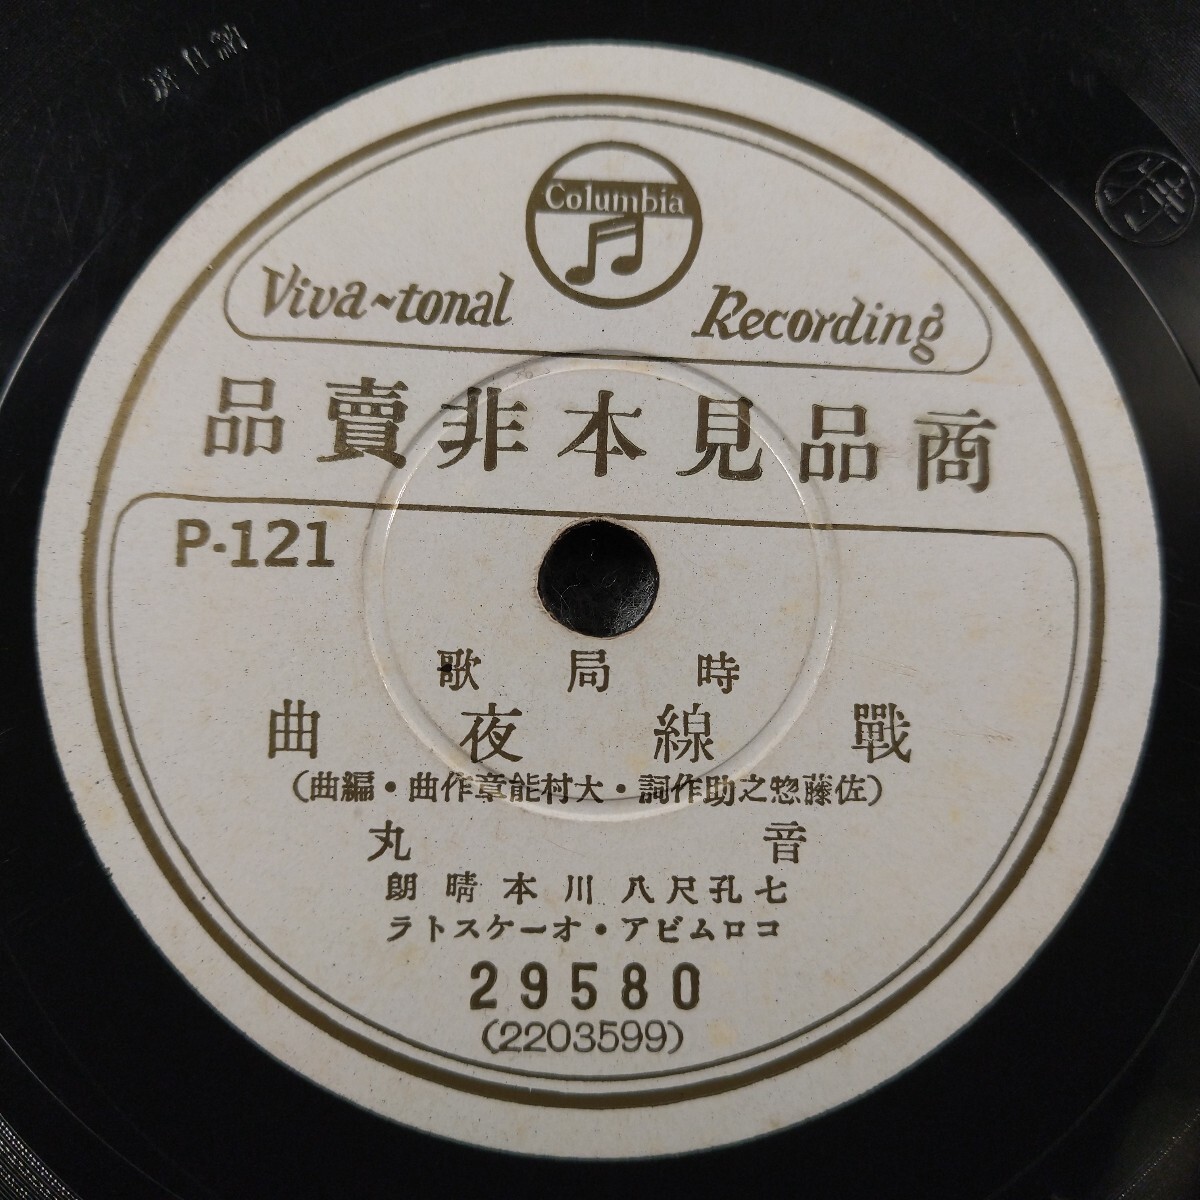 Columbia
Viva~tonal Recording
商品見本非賣品
P-121
時局歌
戰線夜曲
(佐藤惣之助作詞・大村能章作曲・編曲)
音丸
七孔尺八 川本晴朗
コロムビア・オーケストラ
29580
(2203599)